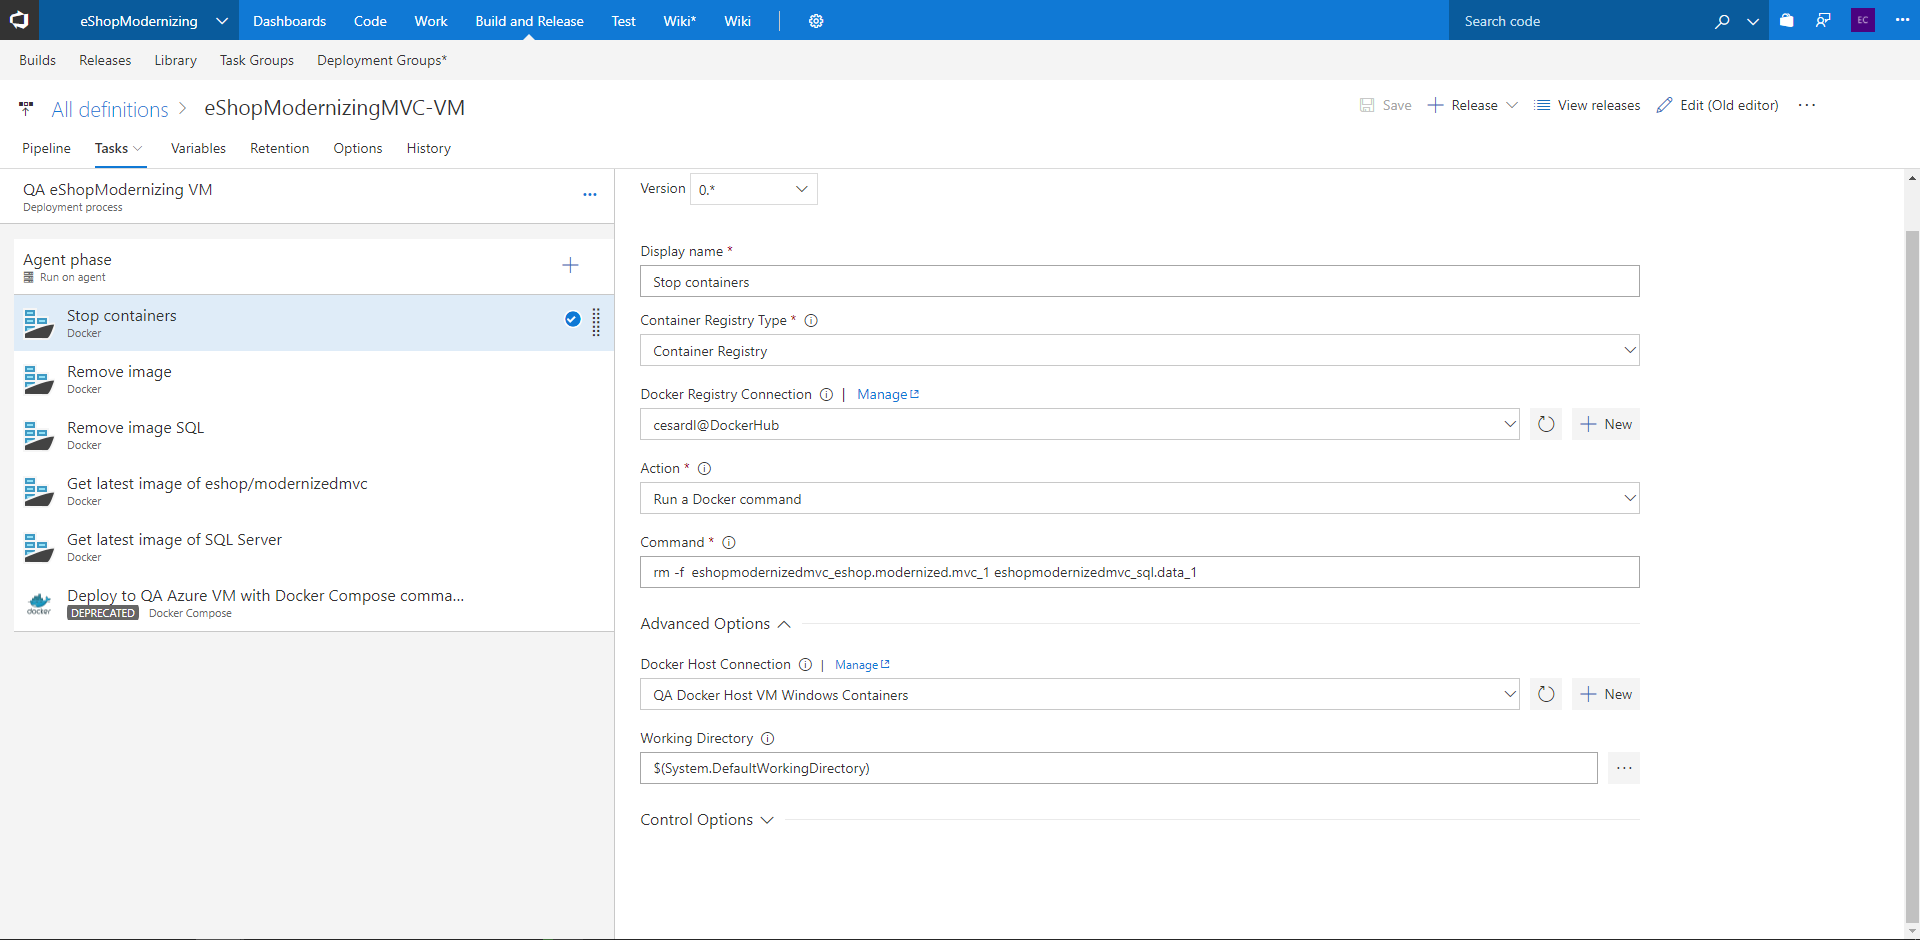 eShopModernizing Dashboards Code Work Build and Release Test Wiki* Wiki Search code EC
Builds Releases Library Task Groups Deployment Groups*
All definitions > eShopModernizingMVC-VM Save Release View releases Edit (Old editor) ...
Pipeline Tasks Variables Retention Options History
QA eShopModernizing VM
Deployment process
Agent phase
Run on agent
Stop containers
Docker
Remove image
Docker
Remove image SQL
Docker
Get latest image of eshop/modernizedmvc
Docker
Get latest image of SQL Server
Docker
docker
Deploy to QA Azure VM with Docker Compose comma...
DEPRECATED Docker Compose
Version 0.*
Display name *
Stop containers
Container Registry Type *
Container Registry
Docker Registry Connection | Manage
cesardl@DockerHub New
Action *
Run a Docker command
Command *
rm -f  eshopmodernizedmvc_eshop.modernized.mvc_1 eshopmodernizedmvc_sql.data_1
Advanced Options
Docker Host Connection | Manage
QA Docker Host VM Windows Containers New
Working Directory
$(System.DefaultWorkingDirectory) ...
Control Options